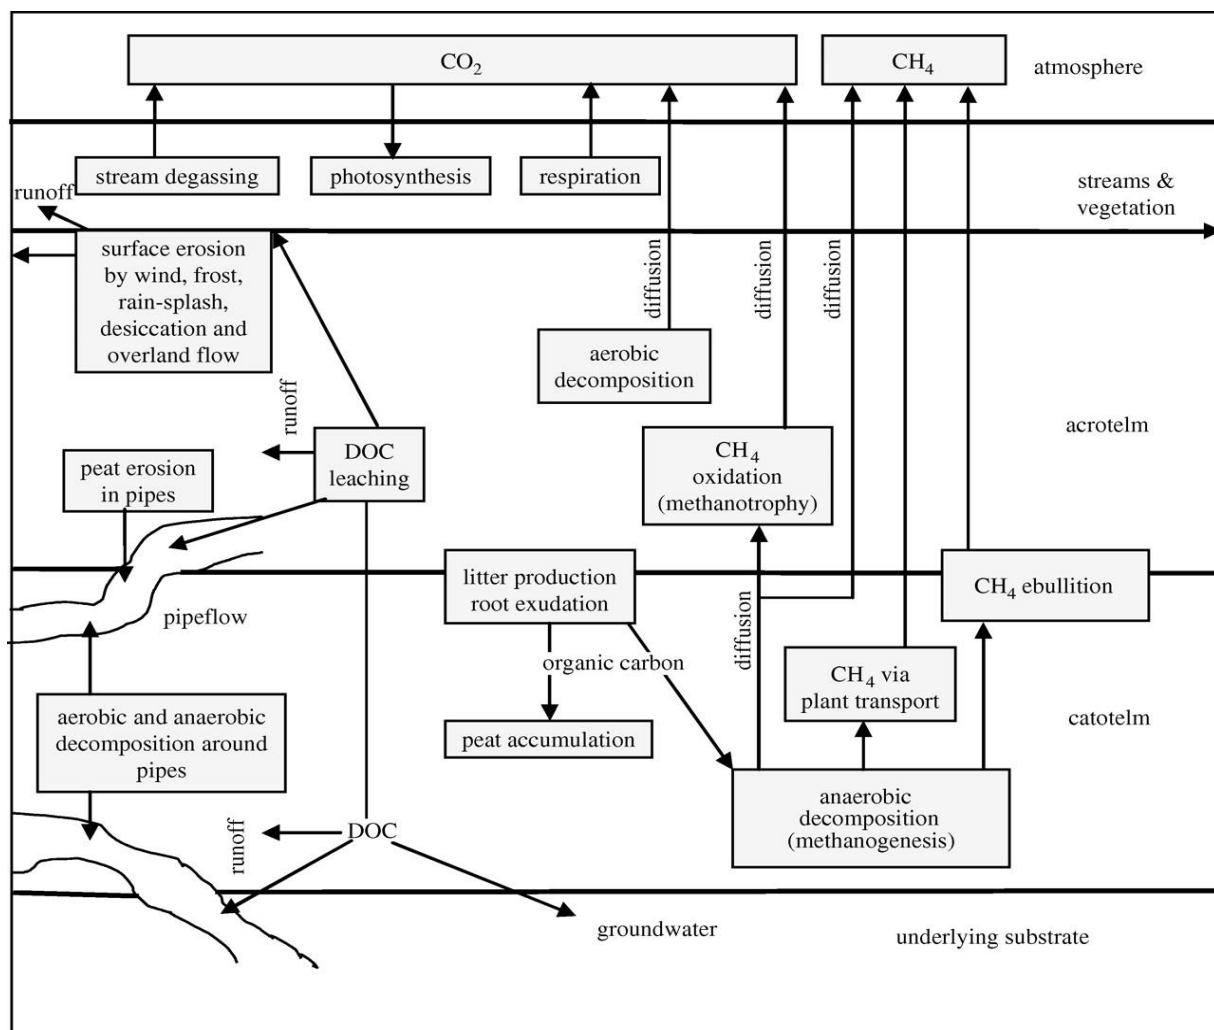 CO₂
CH₄
atmosphere
stream degassing
photosynthesis
respiration
streams &
vegetation
runoff
surface erosion
by wind, frost,
rain-splash,
desiccation and
overland flow
diffusion
diffusion
diffusion
aerobic
decomposition
runoff
DOC
leaching
CH₄
oxidation
(methanotrophy)
acrotelm
peat erosion
in pipes
litter production
root exudation
CH₄ ebullition
pipeflow
diffusion
organic carbon
CH₄ via
plant transport
catotelm
aerobic and anaerobic
decomposition around
pipes
peat accumulation
anaerobic
decomposition
(methanogenesis)
runoff
DOC
groundwater
underlying substrate